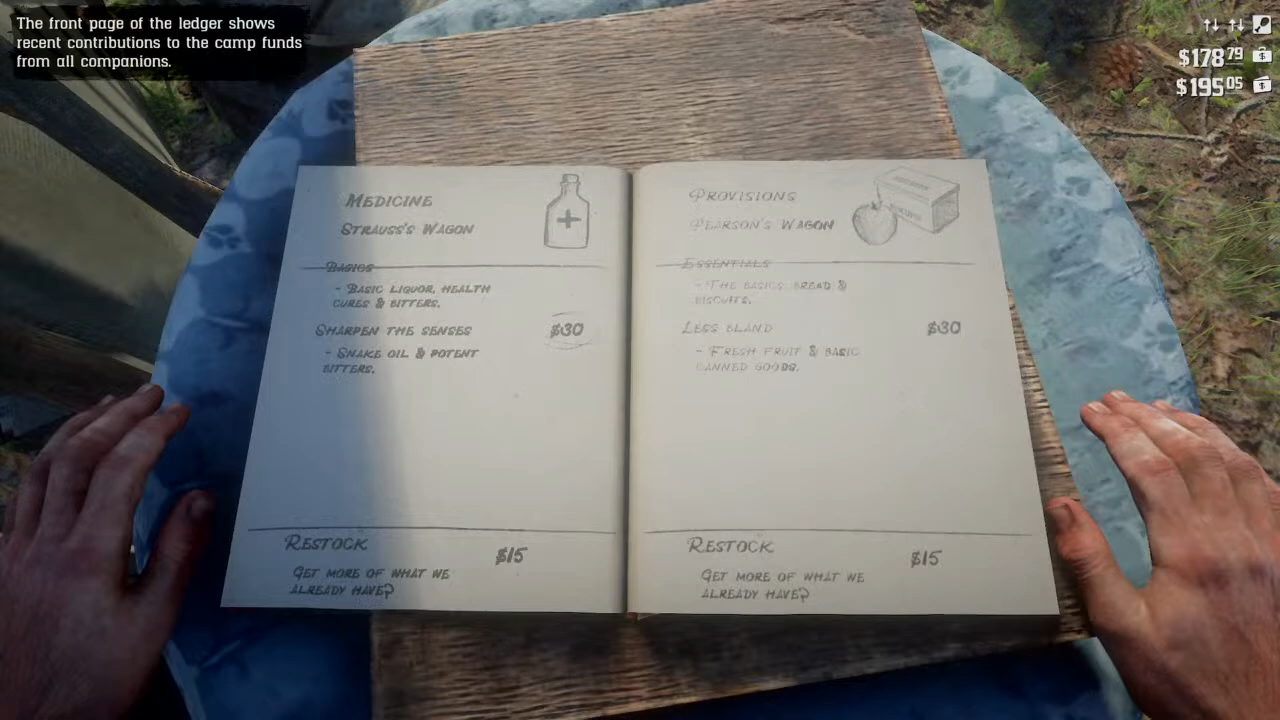 The front page of the ledger shows
recent contributions to the camp funds
from all companions.
$178 79
$195 05
MEDICINE
STRAUSS'S WAGON
BASICS
- BASIC LIQUOR, HEALTH
CURES & BITTERS.
SHARPEN THE SENSES $30
- SNAKE OIL & POTENT
BITTERS.
RESTOCK $15
GET MORE OF WHAT WE
ALREADY HAVE?
PROVISIONS
PEARSON'S WAGON
ESSENTIALS
- THE BASICS, BREAD &
BISCUITS.
LESS BLAND $30
- FRESH FRUIT & BASIC
CANNED GOODS.
RESTOCK $15
GET MORE OF WHAT WE
ALREADY HAVE?